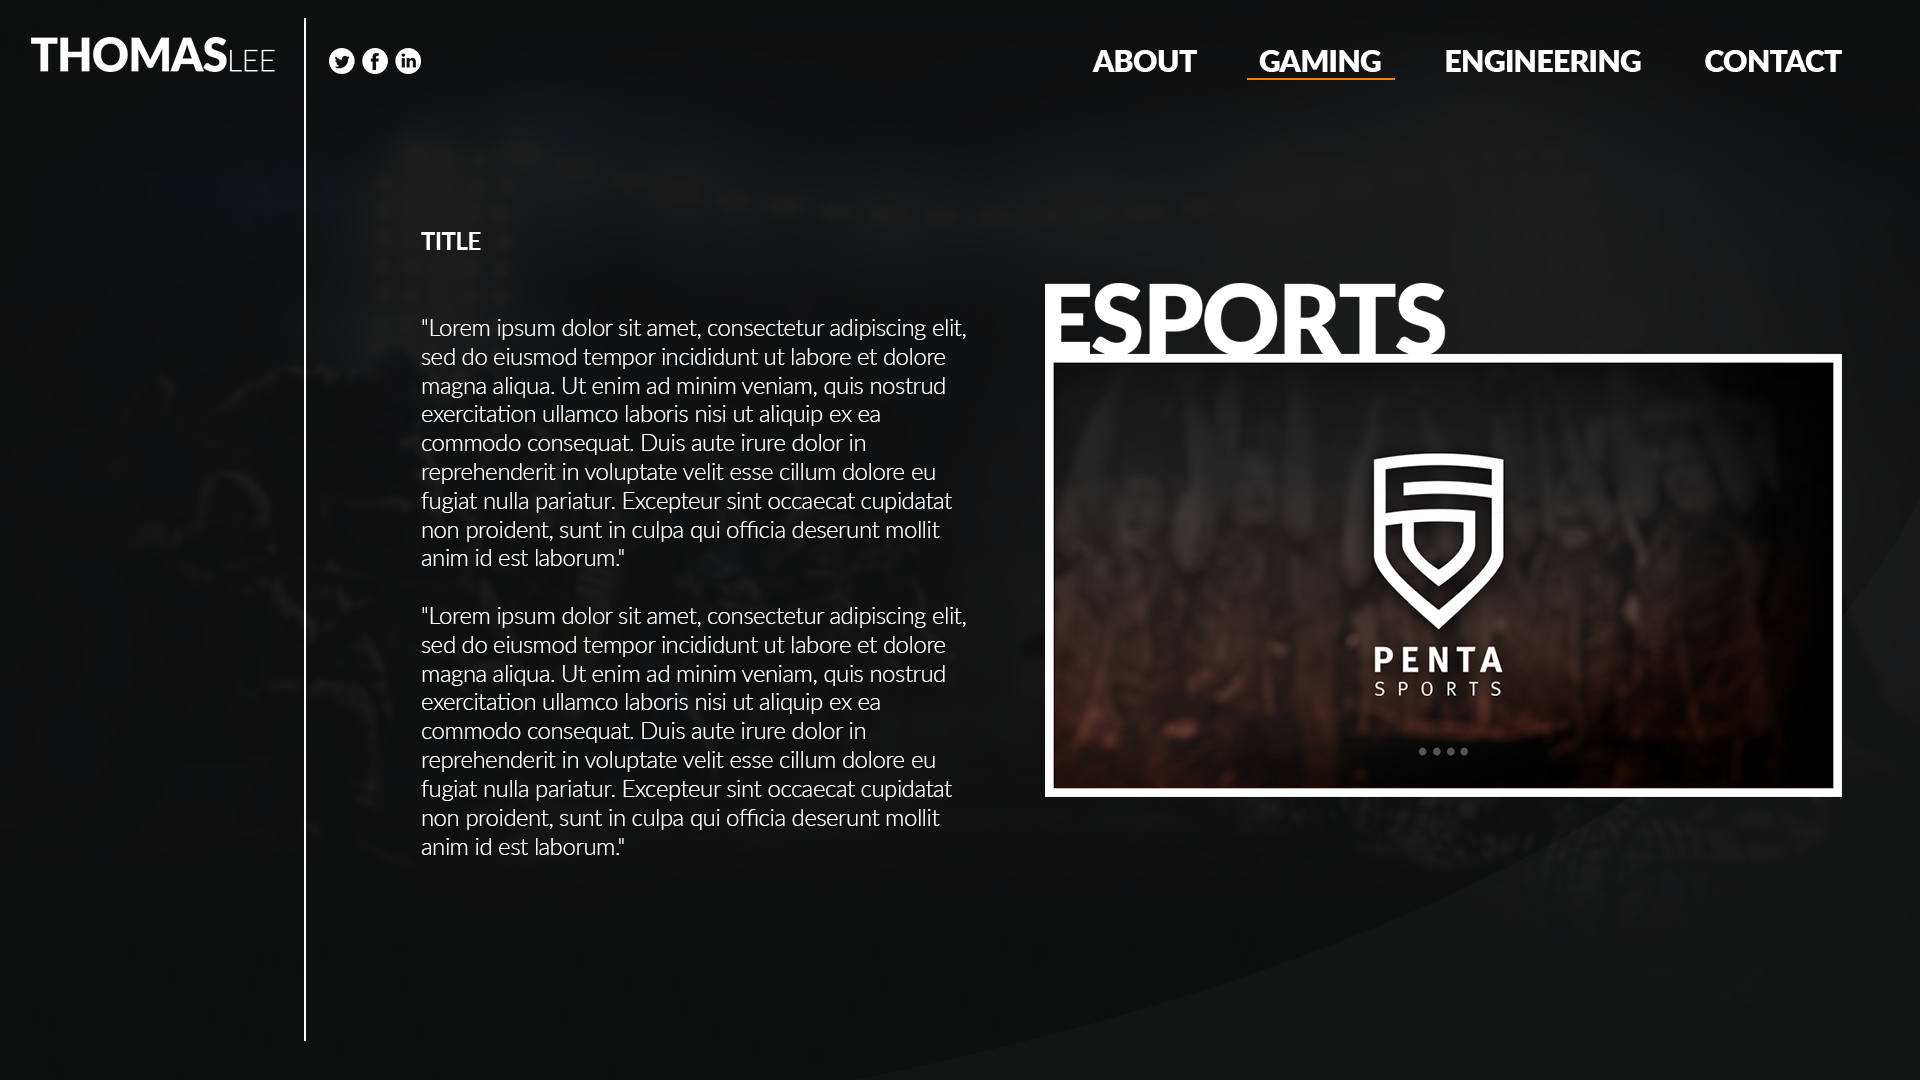 THOMASLEE
ABOUT GAMING ENGINEERING CONTACT
TITLE
"Lorem ipsum dolor sit amet, consectetur adipiscing elit,
sed do eiusmod tempor incididunt ut labore et dolore
magna aliqua. Ut enim ad minim veniam, quis nostrud
exercitation ullamco laboris nisi ut aliquip ex ea
commodo consequat. Duis aute irure dolor in
reprehenderit in voluptate velit esse cillum dolore eu
fugiat nulla pariatur. Excepteur sint occaecat cupidatat
non proident, sunt in culpa qui officia deserunt mollit
anim id est laborum."
"Lorem ipsum dolor sit amet, consectetur adipiscing elit,
sed do eiusmod tempor incididunt ut labore et dolore
magna aliqua. Ut enim ad minim veniam, quis nostrud
exercitation ullamco laboris nisi ut aliquip ex ea
commodo consequat. Duis aute irure dolor in
reprehenderit in voluptate velit esse cillum dolore eu
fugiat nulla pariatur. Excepteur sint occaecat cupidatat
non proident, sunt in culpa qui officia deserunt mollit
anim id est laborum."
ESPORTS
PENTA
SPORTS